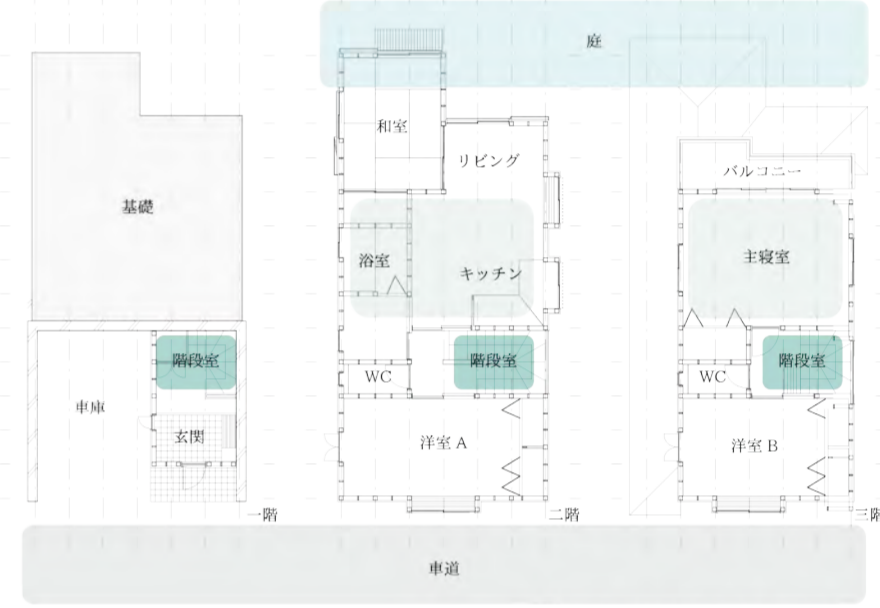 庭
基礎
階段室
車庫
玄関
一階
和室
リビング
浴室
キッチン
WC
階段室
洋室 A
二階
バルコニー
主寝室
WC
階段室
洋室 B
三階
車道